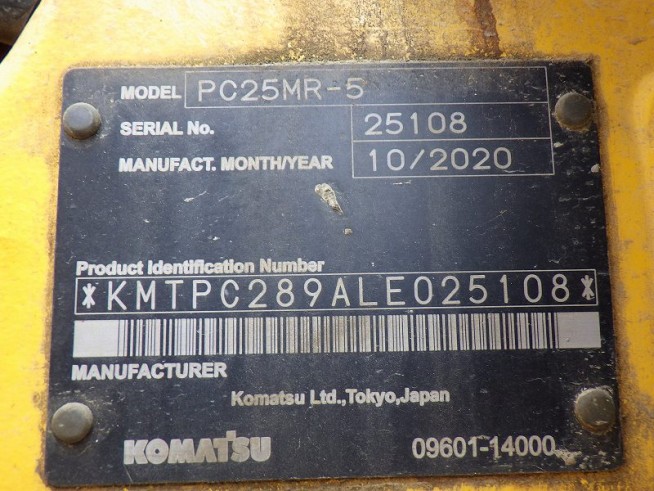 MODEL PC25MR-5
SERIAL No. 25108
MANUFACT. MONTH/YEAR 10/2020
Product Identification Number
*KMTPC289ALE025108*
MANUFACTURER
Komatsu Ltd.,Tokyo,Japan
KOMATSU 09601-14000